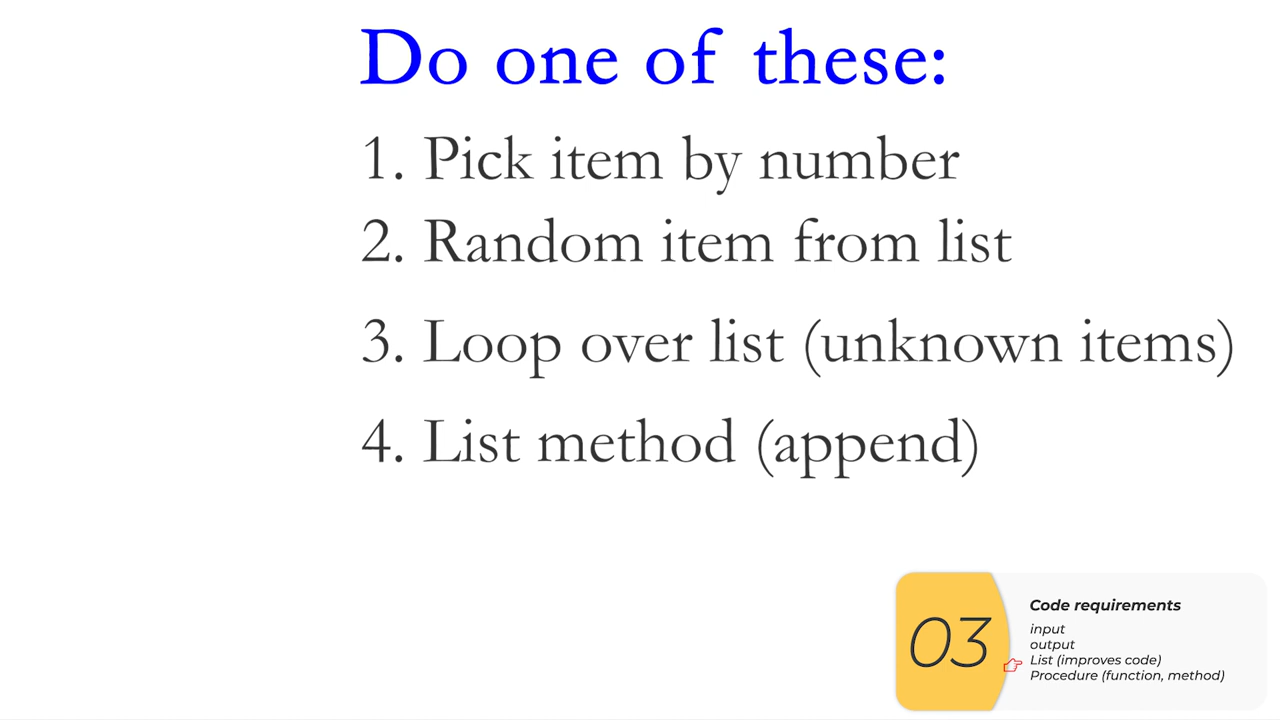 Do one of these:
1. Pick item by number
2. Random item from list
3. Loop over list (unknown items)
4. List method (append)
03
Code requirements
input
output
List (improves code)
Procedure (function, method)